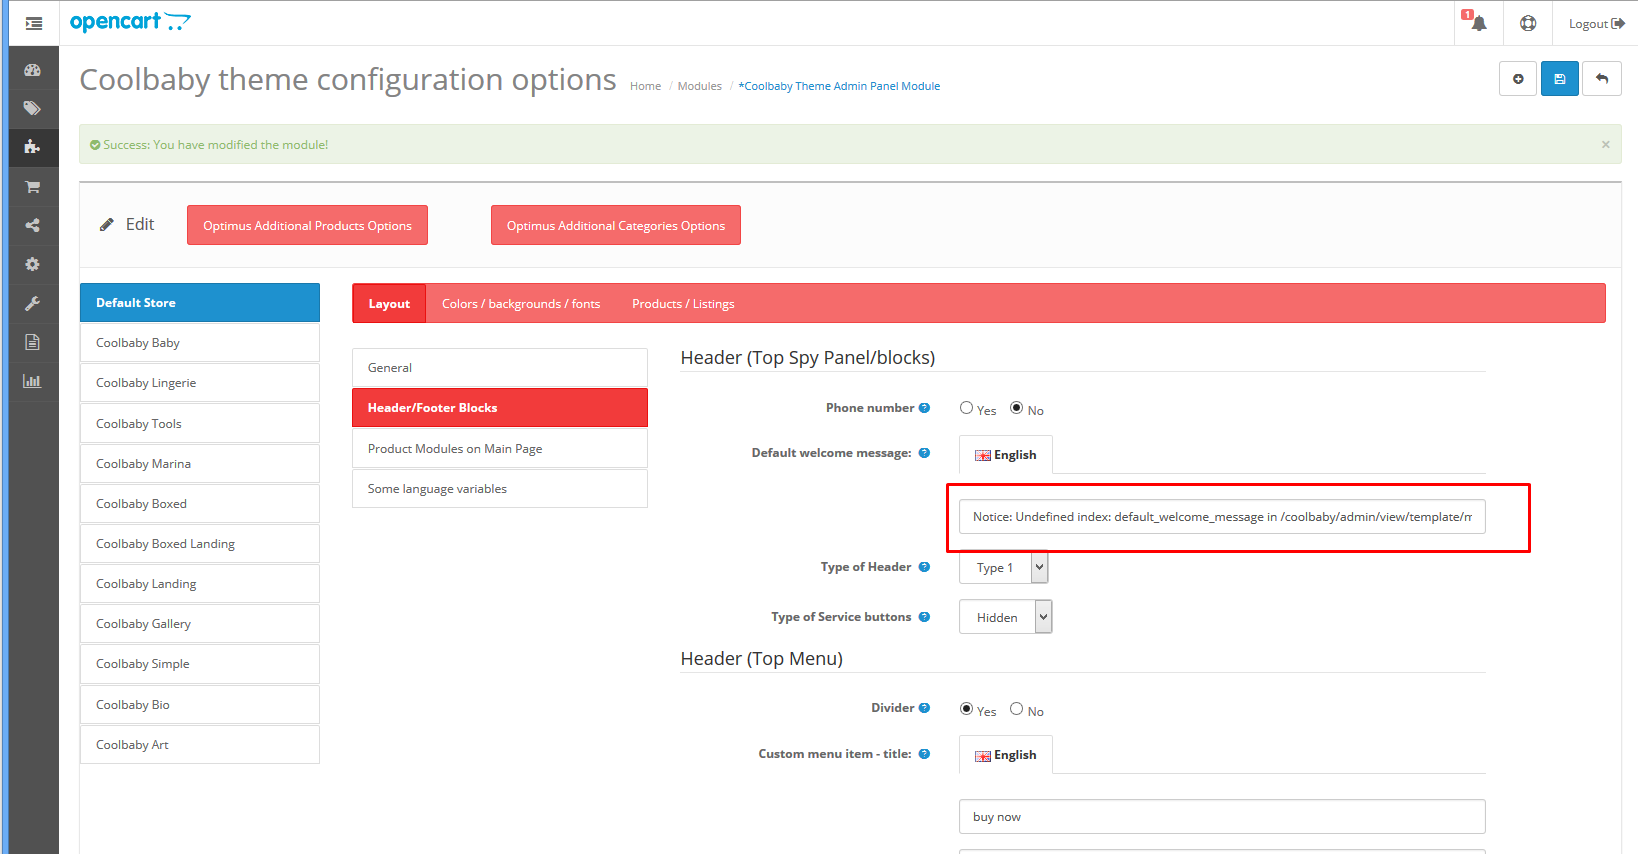 opencart
1
Logout
Coolbaby theme configuration options
Home / Modules / *Coolbaby Theme Admin Panel Module
Success: You have modified the module!
×
Edit
Optimus Additional Products Options
Optimus Additional Categories Options
Default Store
Coolbaby Baby
Coolbaby Lingerie
Coolbaby Tools
Coolbaby Marina
Coolbaby Boxed
Coolbaby Boxed Landing
Coolbaby Landing
Coolbaby Gallery
Coolbaby Simple
Coolbaby Bio
Coolbaby Art
Layout
Colors / backgrounds / fonts
Products / Listings
General
Header/Footer Blocks
Product Modules on Main Page
Some language variables
Header (Top Spy Panel/blocks)
Phone number ? Yes No
Default welcome message: ? English
Notice: Undefined index: default_welcome_message in /coolbaby/admin/view/template/m
Type of Header ? Type 1
Type of Service buttons ? Hidden
Header (Top Menu)
Divider ? Yes No
Custom menu item - title: ? English
buy now